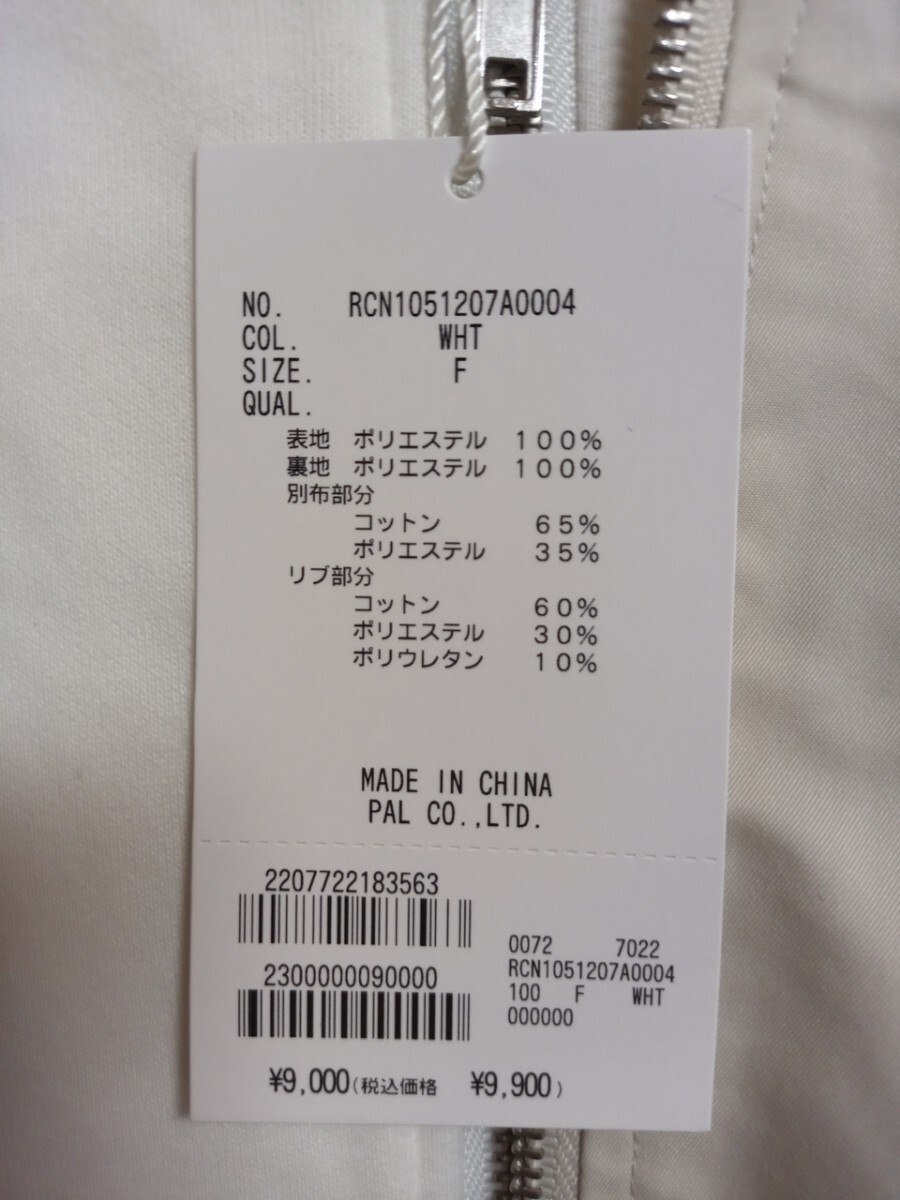 NO. RCN1051207A0004
COL. WHT
SIZE. F
QUAL.
表地 ポリエステル 100%
裏地 ポリエステル 100%
別布部分
コットン 65%
ポリエステル 35%
リブ部分
コットン 60%
ポリエステル 30%
ポリウレタン 10%
MADE IN CHINA
PAL CO.,LTD.
2207722183563
2300000090000
0072 7022
RCN1051207A0004
100 F WHT
000000
¥9,000(税込価格 ¥9,900)